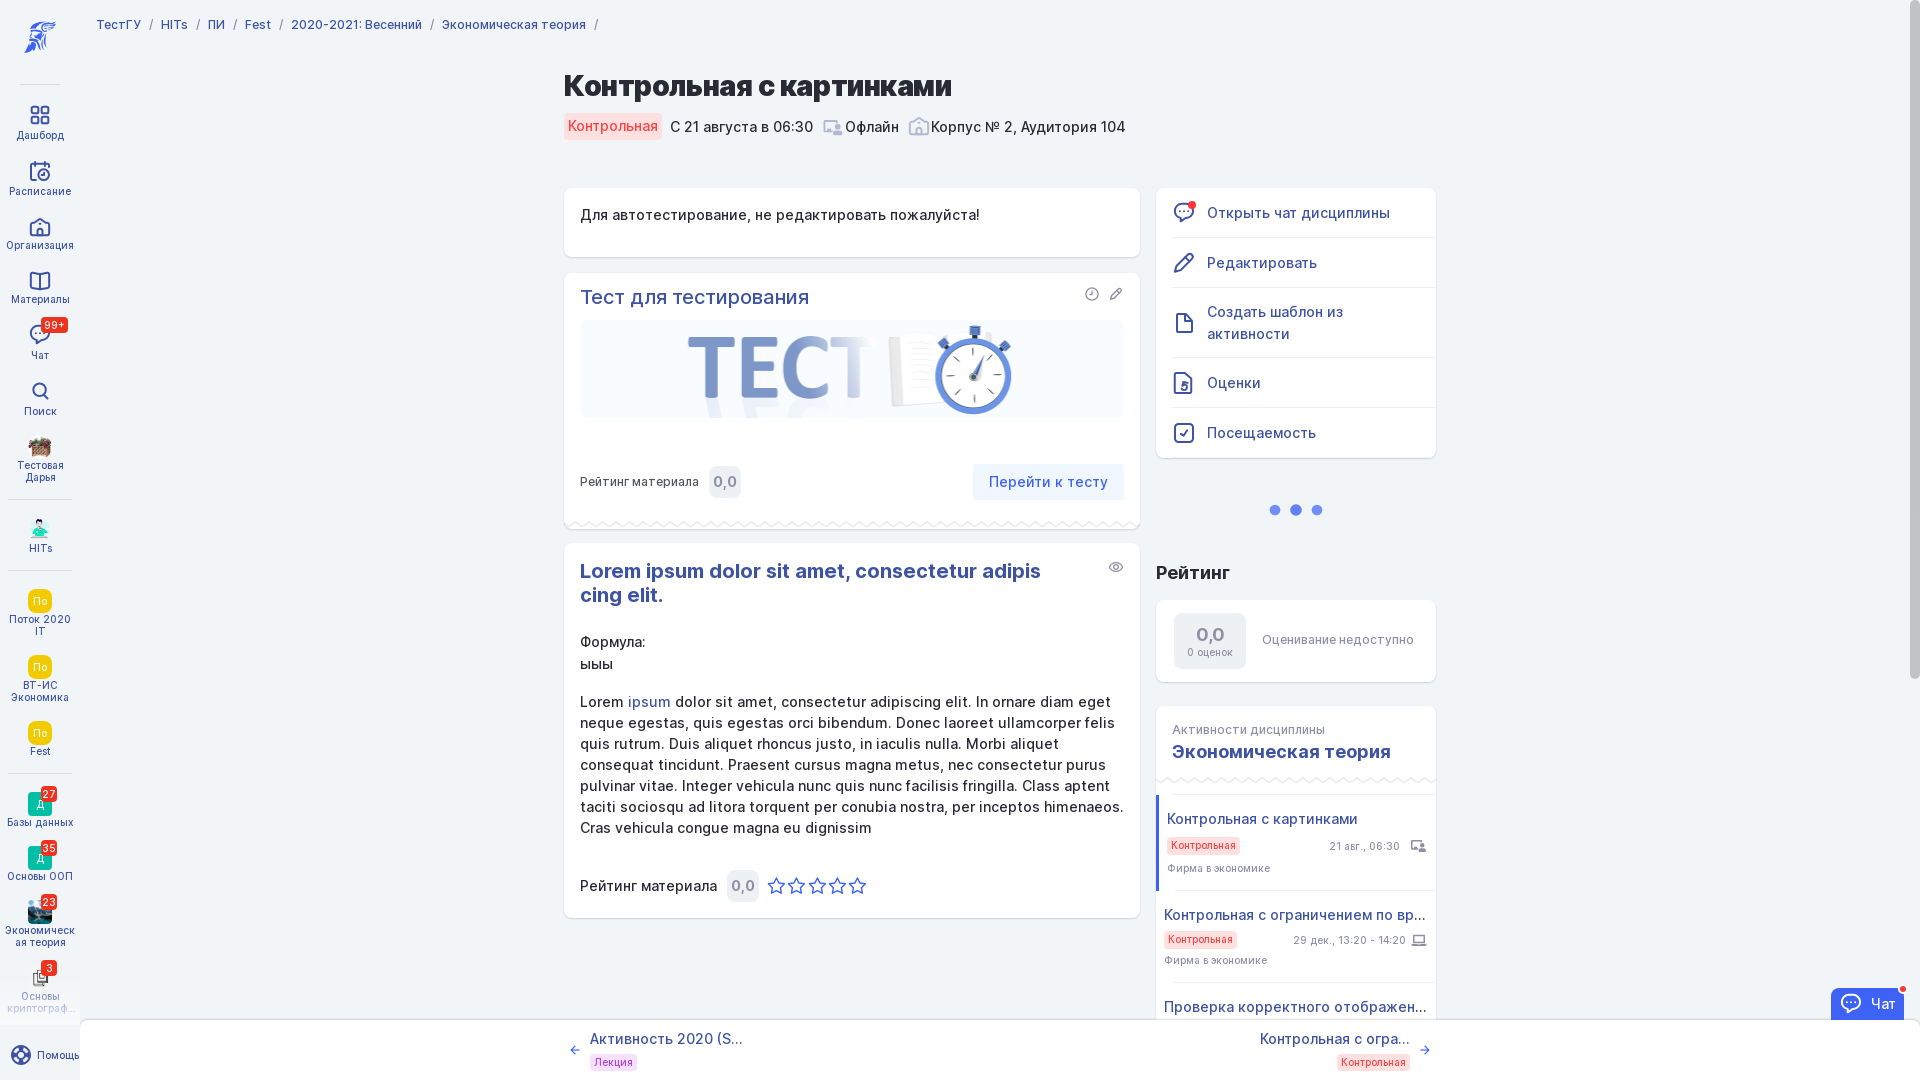 ТестГУ / HITs / ПИ / Fest / 2020-2021: Весенний / Экономическая теория /
Дашборд
Расписание
Организация
Материалы
99+
Чат
Поиск
Тестовая
Дарья
HITs
По
Поток 2020
IT
По
ВТ-ИС
Экономика
По
Fest
27
Д
Базы данных
35
Д
Основы ООП
23
Экономическ
ая теория
3
Основы
криптограф...
Помощь
Контрольная с картинками
Контрольная С 21 августа в 06:30 Офлайн Корпус № 2, Аудитория 104
Для автотестирование, не редактировать пожалуйста!
Тест для тестирования
ТЕСТ
Рейтинг материала 0,0 Перейти к тесту
Lorem ipsum dolor sit amet, consectetur adipis
cing elit.
Формула:
ыыы
Lorem ipsum dolor sit amet, consectetur adipiscing elit. In ornare diam eget
neque egestas, quis egestas orci bibendum. Donec laoreet ullamcorper felis
quis rutrum. Duis aliquet rhoncus justo, in iaculis nulla. Morbi aliquet
consequat tincidunt. Praesent cursus magna metus, nec consectetur purus
pulvinar vitae. Integer vehicula nunc quis nunc facilisis fringilla. Class aptent
taciti sociosqu ad litora torquent per conubia nostra, per inceptos himenaeos.
Cras vehicula congue magna eu dignissim
Рейтинг материала 0,0
Открыть чат дисциплины
Редактировать
Создать шаблон из
активности
Оценки
Посещаемость
Рейтинг
0,0
0 оценок
Оценивание недоступно
Активности дисциплины
Экономическая теория
Контрольная с картинками
Контрольная 21 авг., 06:30
Фирма в экономике
Контрольная с ограничением по вр...
Контрольная 29 дек., 13:20 - 14:20
Фирма в экономике
Проверка корректного отображен...
Чат
Активность 2020 (S...
Лекция
Контрольная с огра...
Контрольная